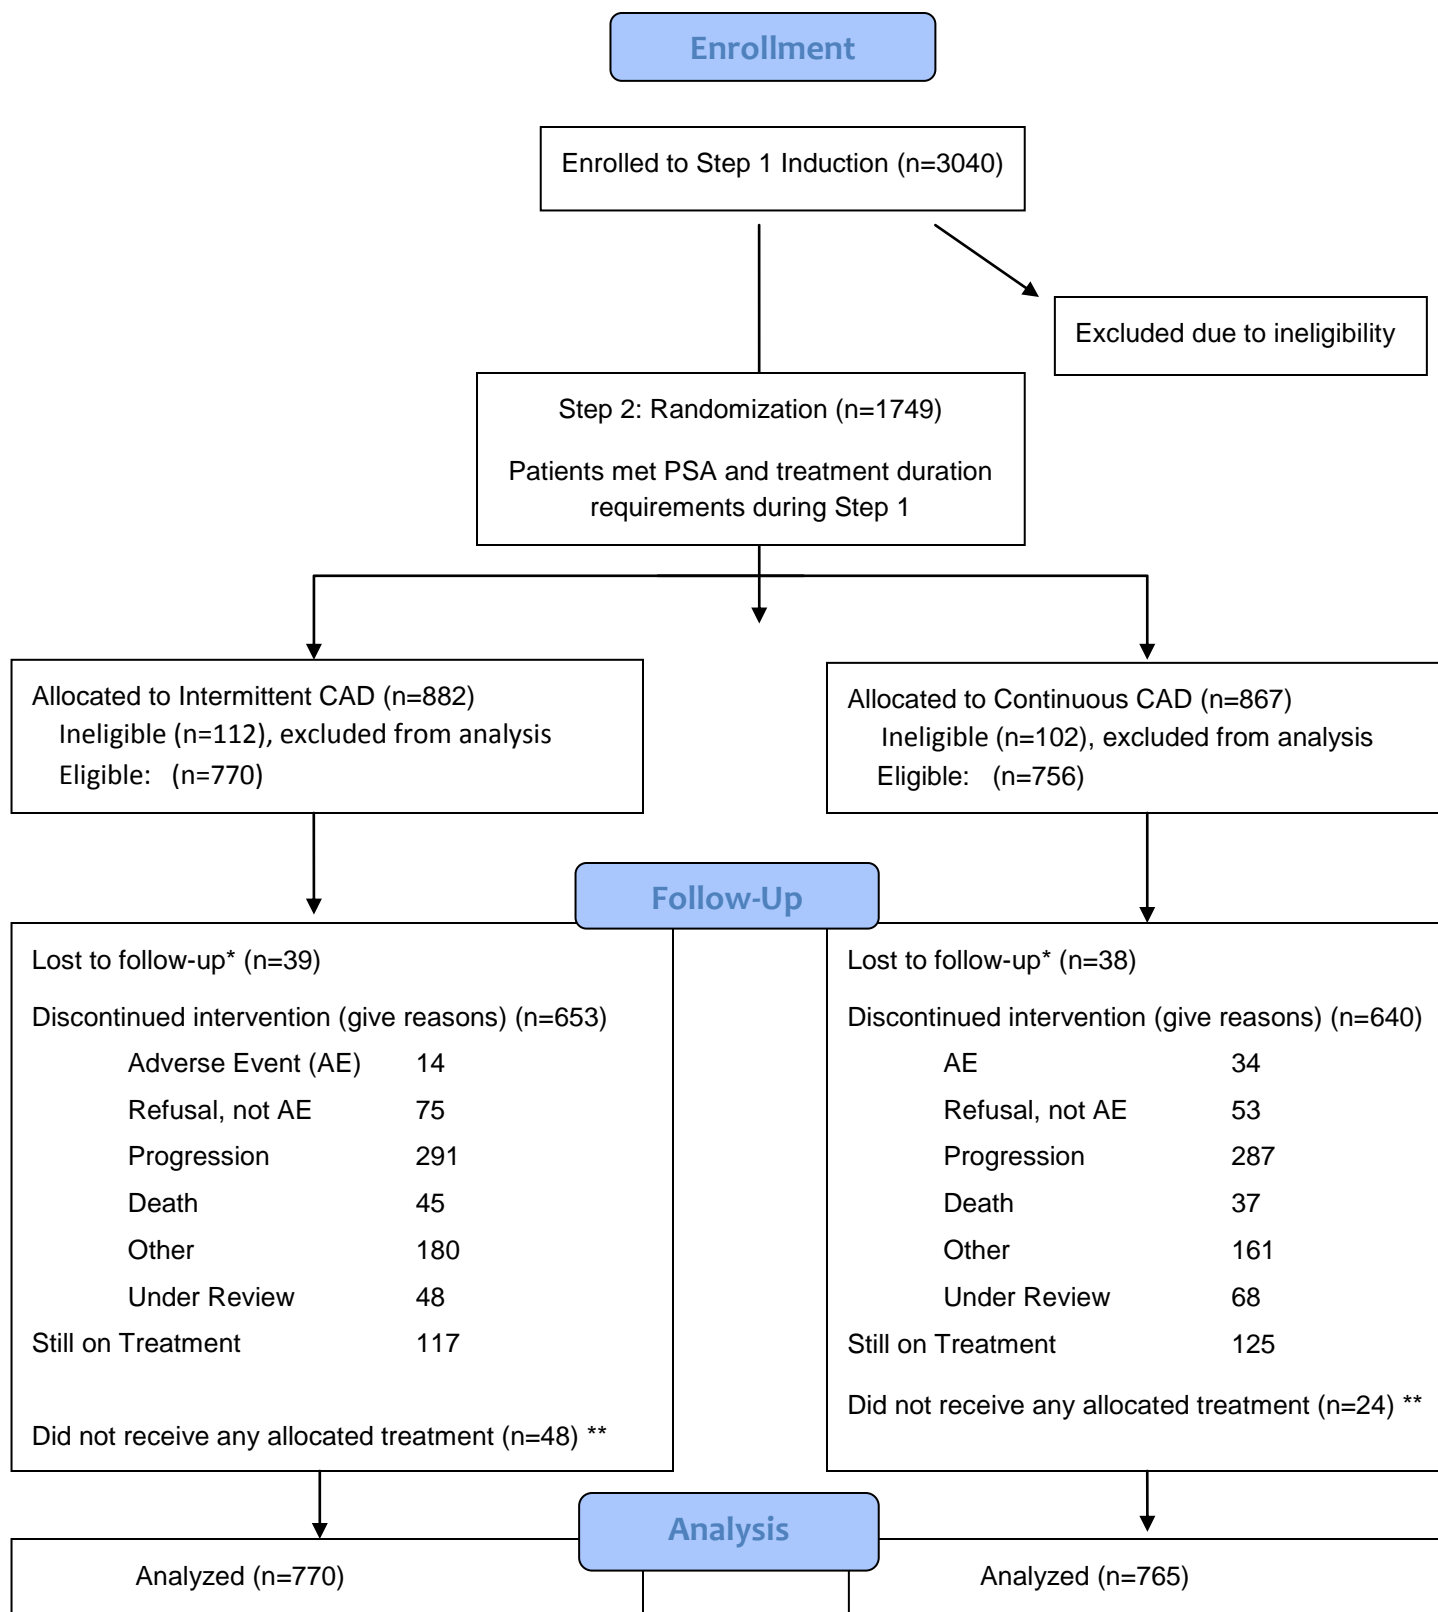 Enrollment
Enrolled to Step 1 Induction (n=3040)
Excluded due to ineligibility
Step 2: Randomization (n=1749)
Patients met PSA and treatment duration
requirements during Step 1
Allocated to Intermittent CAD (n=882)
Ineligible (n=112), excluded from analysis
Eligible: (n=770)
Allocated to Continuous CAD (n=867)
Ineligible (n=102), excluded from analysis
Eligible: (n=756)
Follow-Up
Lost to follow-up* (n=39)
Discontinued intervention (give reasons) (n=653)
Adverse Event (AE) 14
Refusal, not AE 75
Progression 291
Death 45
Other 180
Under Review 48
Still on Treatment 117
Did not receive any allocated treatment (n=48) **
Lost to follow-up* (n=38)
Discontinued intervention (give reasons) (n=640)
AE 34
Refusal, not AE 53
Progression 287
Death 37
Other 161
Under Review 68
Still on Treatment 125
Did not receive any allocated treatment (n=24) **
Analysis
Analyzed (n=770)
Analyzed (n=765)